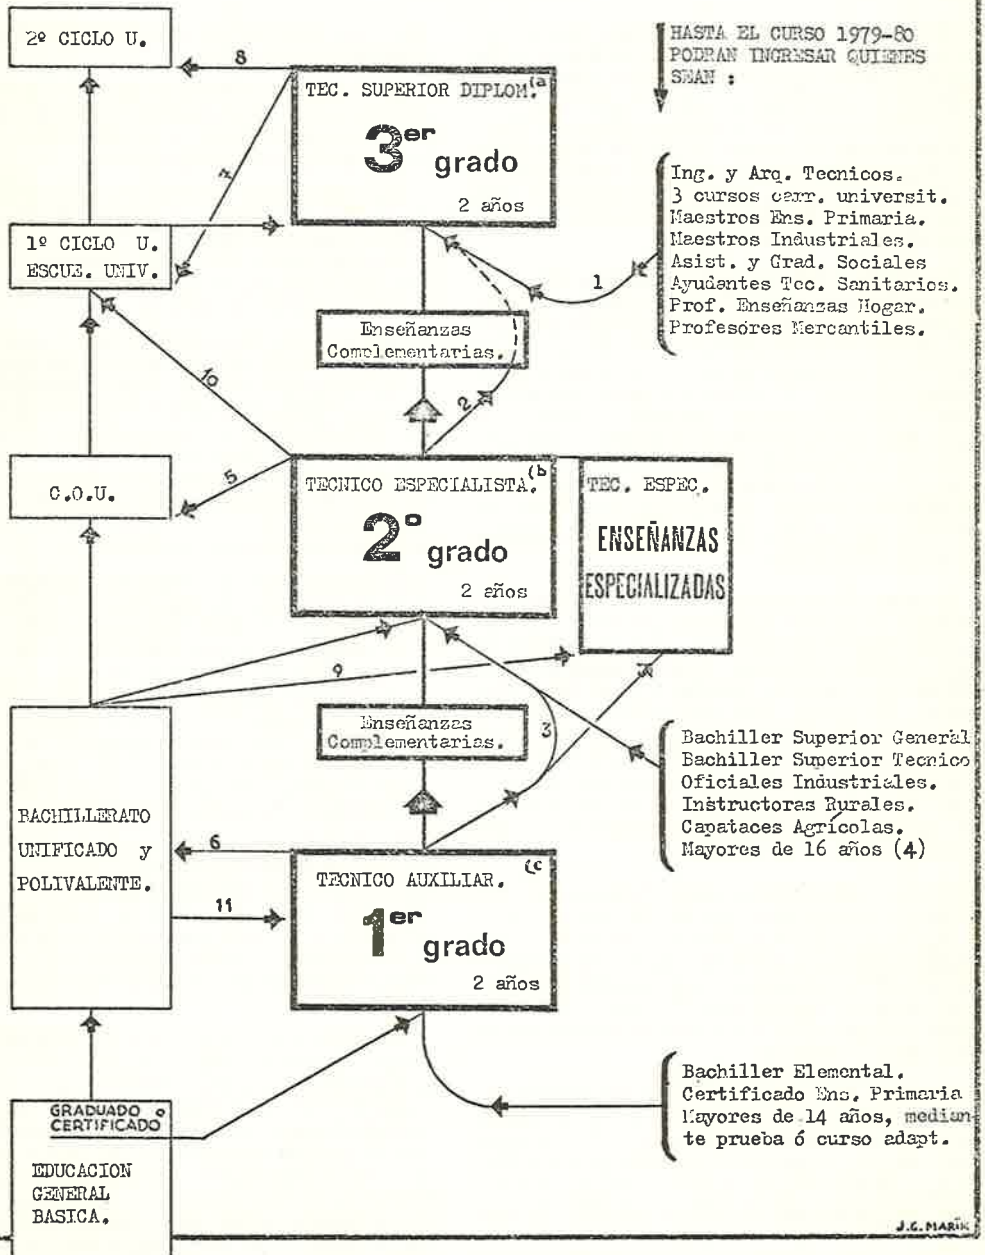 2º CICLO U.
8
HASTA EL CURSO 1979-80
PODRAN INGRESAR QUIENES
SEAN :
TEC. SUPERIOR DIPLOM. (a
3er grado
2 años
7
1º CICLO U.
ESCUE. UNIV.
Ing. y Arq. Tecnicos.
3 cursos carr. universit.
Maestros Ens. Primaria.
Maestros Industriales.
Asist. y Grad. Sociales
Ayudantes Tec. Sanitarios.
Prof. Enseñanzas Hogar.
Profesores Mercantiles.
1
Enseñanzas
Complementarias.
10
2
C.O.U.
5
TECNICO ESPECIALISTA. (b
2º grado
2 años
TEC. ESPEC.
ENSEÑANZAS
ESPECIALIZADAS
9
3
Enseñanzas
Complementarias.
3
Bachiller Superior General
Bachiller Superior Tecnico
Oficiales Industriales.
Instructoras Rurales.
Capataces Agrícolas.
Mayores de 16 años (4)
BACHILLERATO
UNIFICADO y
POLIVALENTE.
6
11
TECNICO AUXILIAR. (c
1er grado
2 años
Bachiller Elemental.
Certificado Ens. Primaria
Mayores de 14 años, median-
te prueba ó curso adapt.
GRADUADO o
CERTIFICADO
EDUCACION
GENERAL
BASICA.
J.G. MARÍN